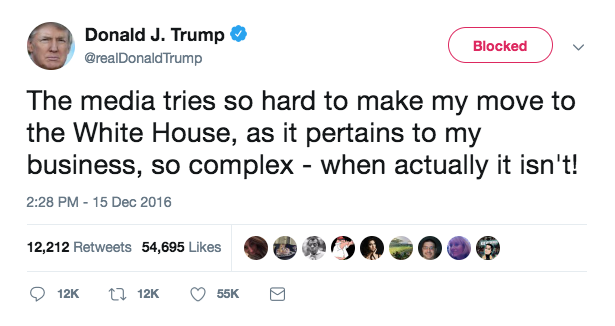 Donald J. Trump
@realDonaldTrump
Blocked
The media tries so hard to make my move to
the White House, as it pertains to my
business, so complex - when actually it isn't!
2:28 PM - 15 Dec 2016
12,212 Retweets 54,695 Likes
12K 12K 55K